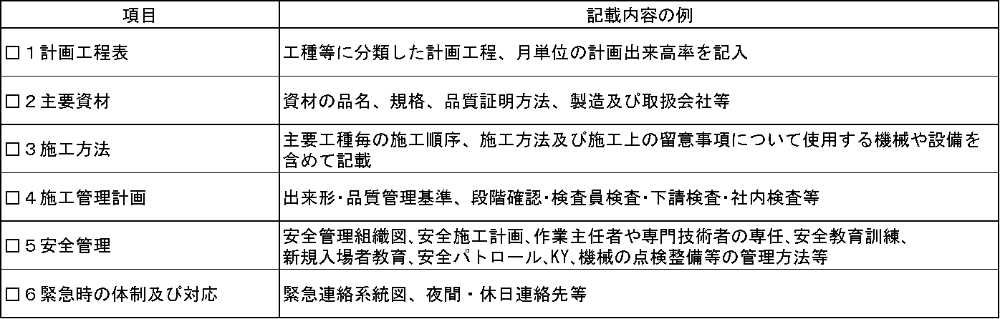 項目
記載内容の例
□１計画工程表
工種等に分類した計画工程、月単位の計画出来高率を記入
□２主要資材
資材の品名、規格、品質証明方法、製造及び取扱会社等
□３施工方法
主要工種毎の施工順序、施工方法及び施工上の留意事項について使用する機械や設備を
含めて記載
□４施工管理計画
出来形・品質管理基準、段階確認・検査員検査・下請検査・社内検査等
□５安全管理
安全管理組織図、安全施工計画、作業主任者や専門技術者の専任、安全教育訓練、
新規入場者教育、安全パトロール、KY、機械の点検整備等の管理方法等
□６緊急時の体制及び対応
緊急連絡系統図、夜間・休日連絡先等